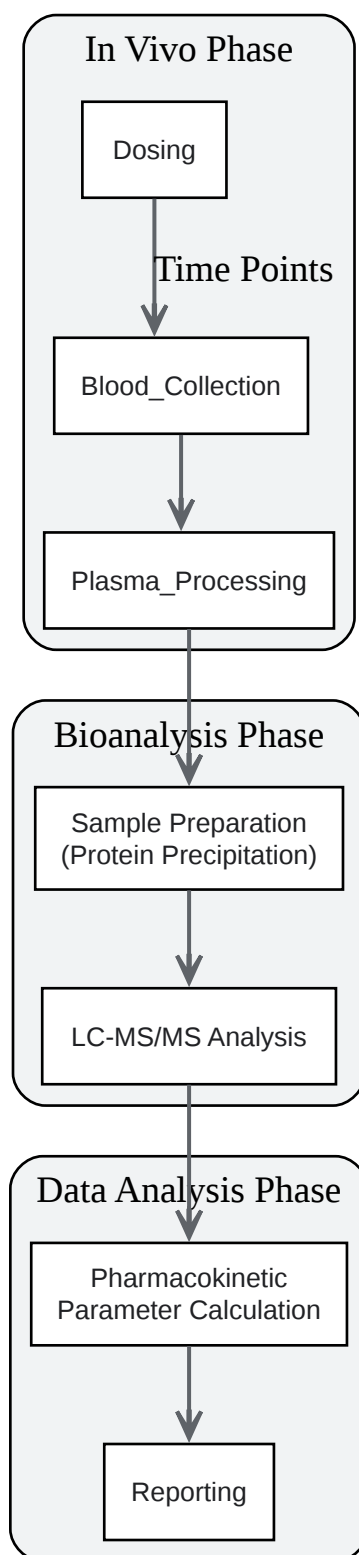 In Vivo Phase
Dosing
Time Points
Blood_Collection
Plasma_Processing
Bioanalysis Phase
Sample Preparation
(Protein Precipitation)
LC-MS/MS Analysis
Data Analysis Phase
Pharmacokinetic
Parameter Calculation
Reporting